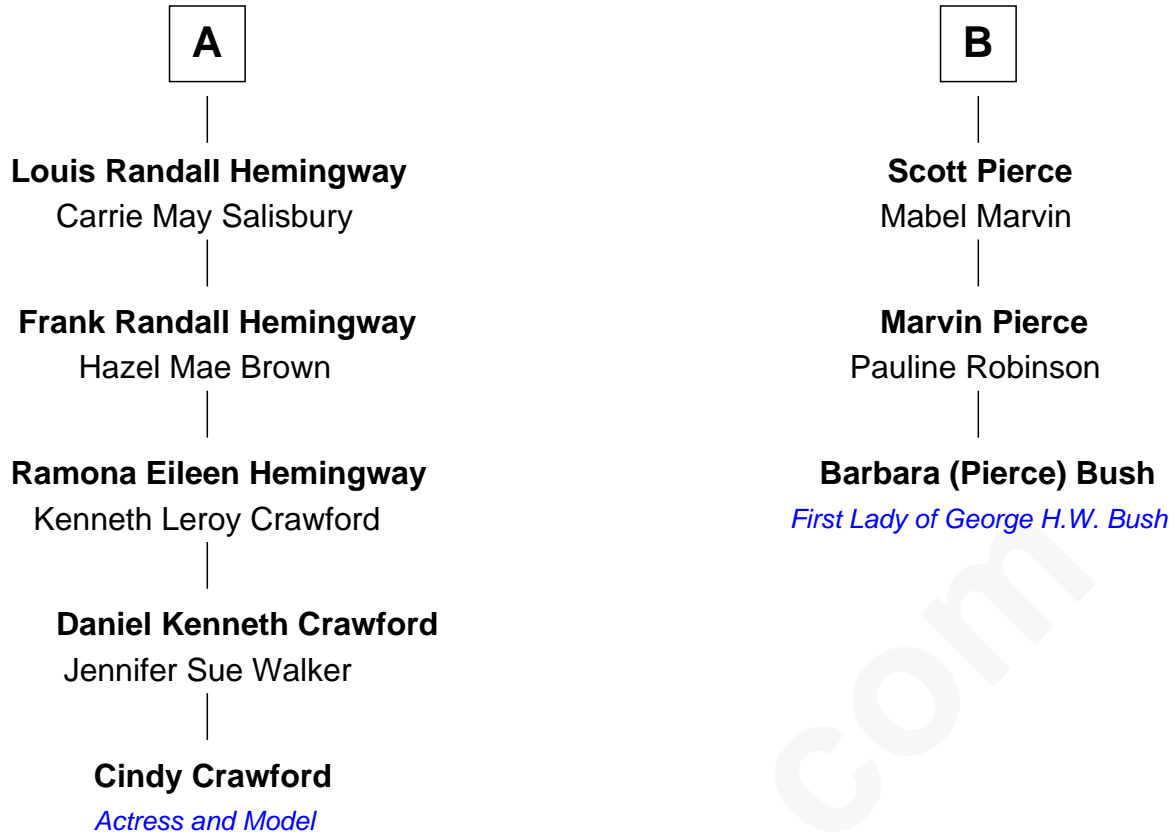 A
Louis Randall Hemingway
Carrie May Salisbury
Frank Randall Hemingway
Hazel Mae Brown
Ramona Eileen Hemingway
Kenneth Leroy Crawford
Daniel Kenneth Crawford
Jennifer Sue Walker
Cindy Crawford
Actress and Model
B
Scott Pierce
Mabel Marvin
Marvin Pierce
Pauline Robinson
Barbara (Pierce) Bush
First Lady of George H.W. Bush
com